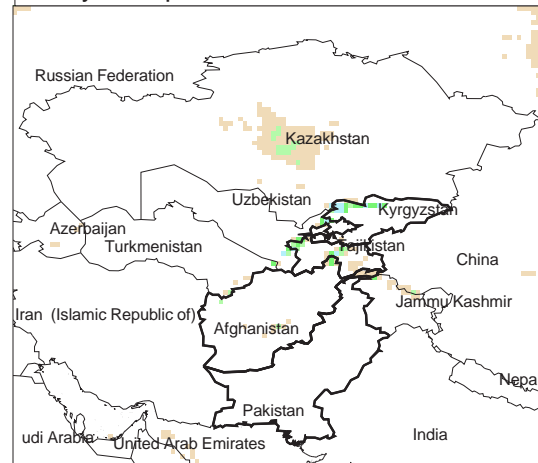 Russian Federation
Kazakhstan
Uzbekistan
Kyrgyzstan
Azerbaijan
Turkmenistan
Tajikistan
China
Jammu Kashmir
Iran (Islamic Republic of)
Afghanistan
Nepa
Pakistan
udi Arabia
United Arab Emirates
India